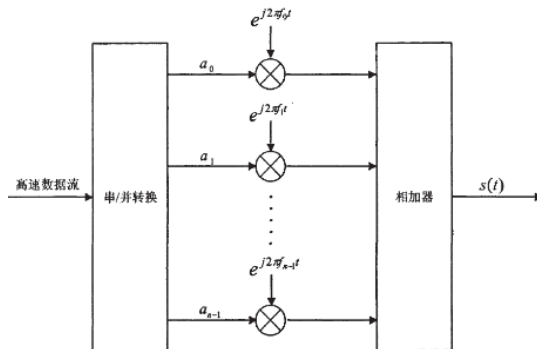 e^{j2πf_0t}
a_0
e^{j2πf_1t}
a_1
高速数据流
串/并转换
相加器
s(t)
e^{j2πf_{n-1}t}
a_{n-1}